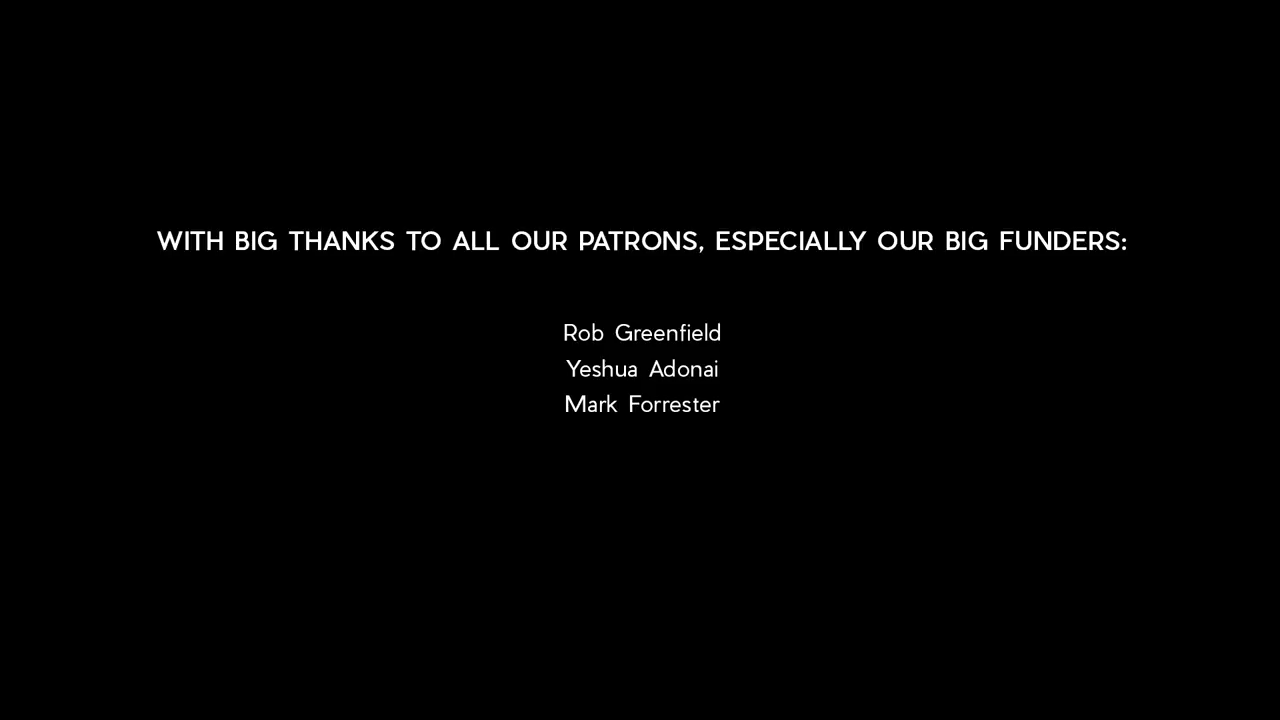 WITH BIG THANKS TO ALL OUR PATRONS, ESPECIALLY OUR BIG FUNDERS:
Rob Greenfield
Yeshua Adonai
Mark Forrester